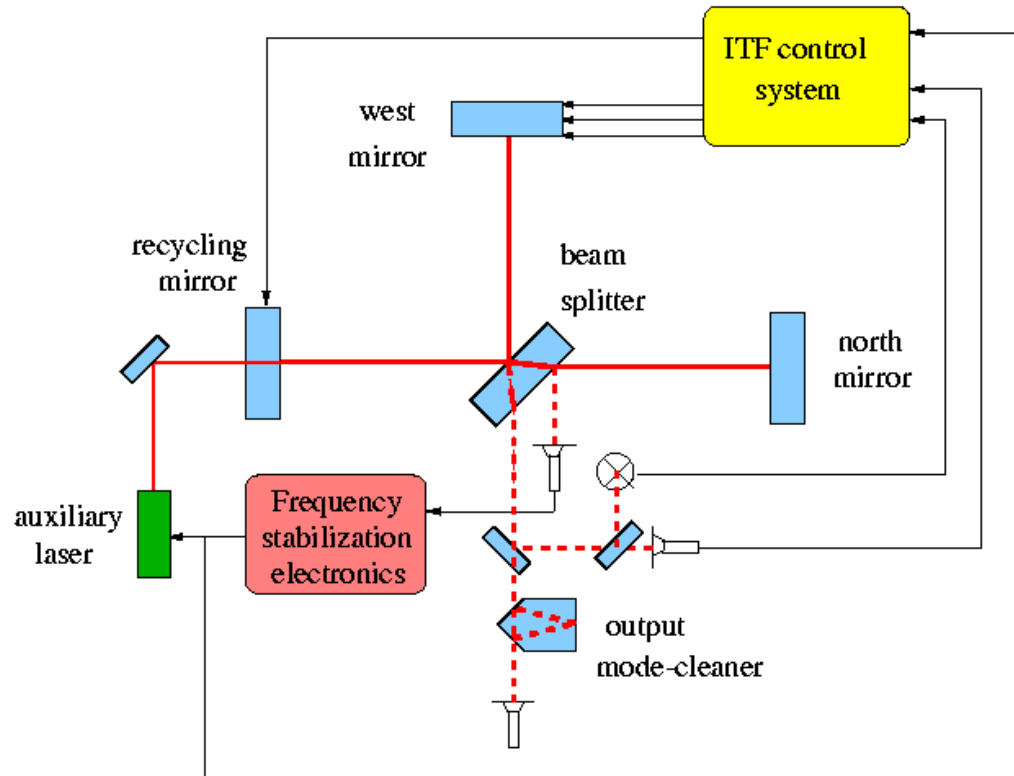 ITF control
system
west
mirror
recycling
mirror
beam
splitter
north
mirror
auxiliary
laser
Frequency
stabilization
electronics
output
mode-cleaner